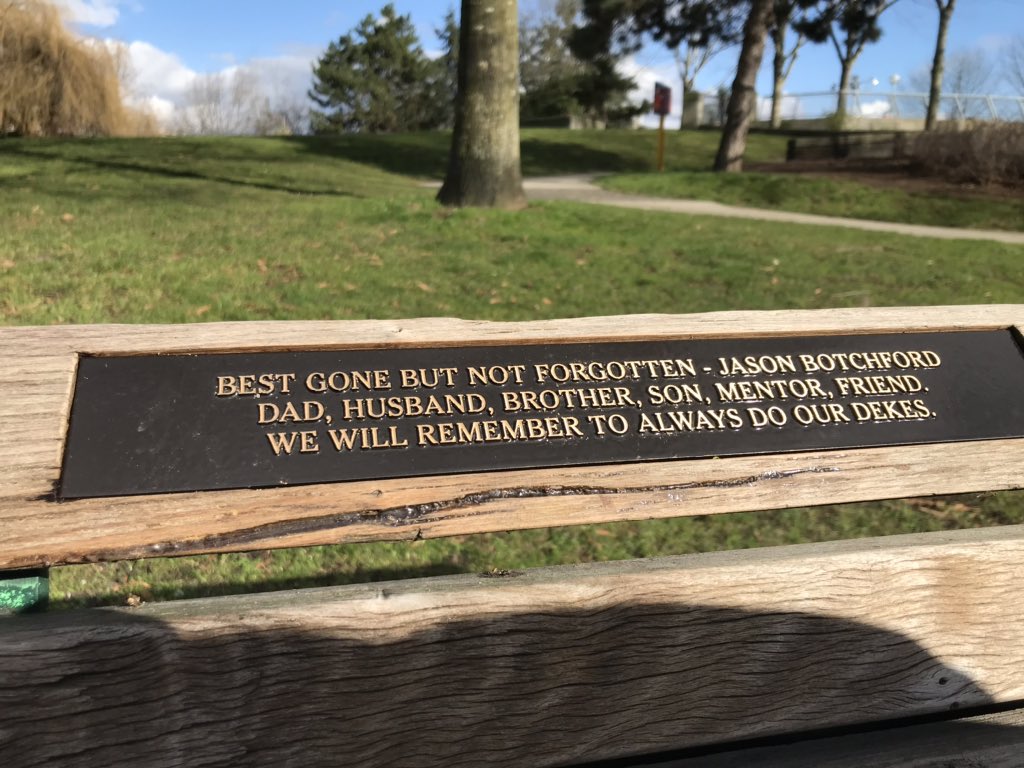 BEST GONE BUT NOT FORGOTTEN - JASON BOTCHFORD
DAD, HUSBAND, BROTHER, SON, MENTOR, FRIEND.
WE WILL REMEMBER TO ALWAYS DO OUR DEKES.